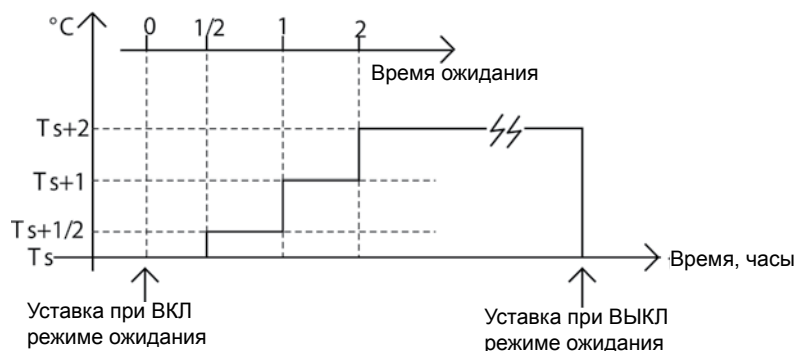 °C 0 1/2 1 2
Время ожидания
Ts+2
Ts+1
Ts+1/2
Ts
Время, часы
Уставка при ВКЛ
режиме ожидания
Уставка при ВЫКЛ
режиме ожидания